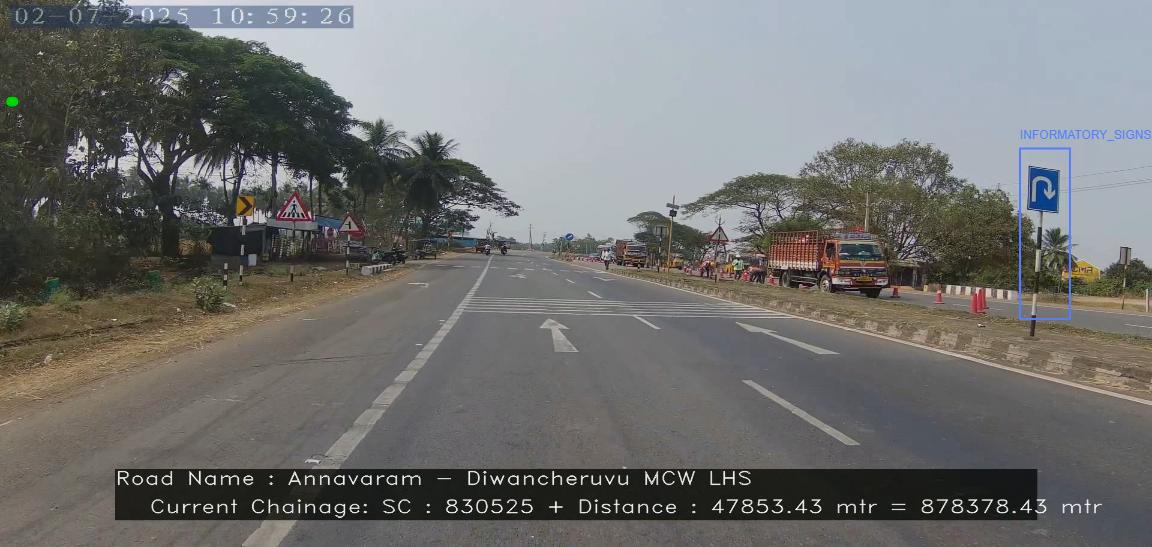 02-07-2025 10:59:26
INFORMATORY_SIGNS
Road Name : Annavaram - Diwancheruvu MCW LHS
Current Chainage: SC : 830525 + Distance : 47853.43 mtr = 878378.43 mtr